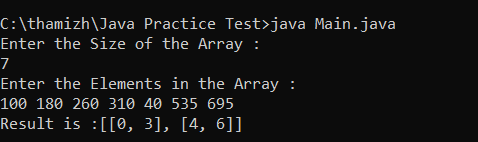 C:\thamizh\Java Practice Test>java Main.java
Enter the Size of the Array :
7
Enter the Elements in the Array :
100 180 260 310 40 535 695
Result is :[[0, 3], [4, 6]]